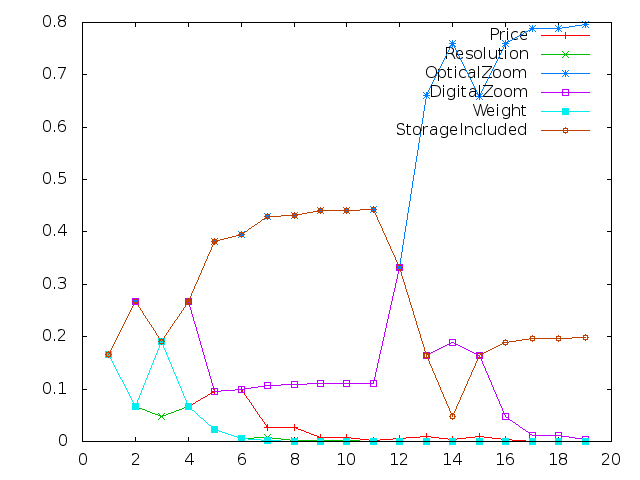 0.8
0.7
0.6
0.5
0.4
0.3
0.2
0.1
0
0 2 4 6 8 10 12 14 16 18 20
Price
Resolution
OpticalZoom
DigitalZoom
Weight
StorageIncluded